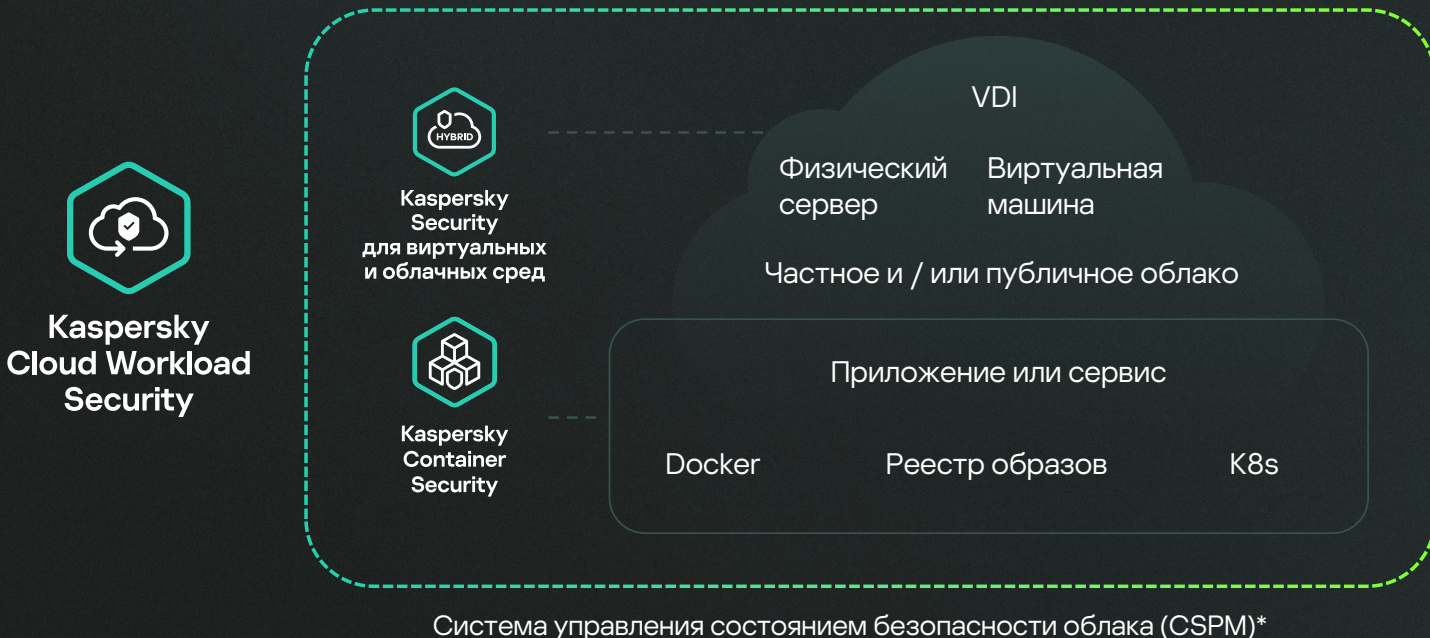 Kaspersky
Cloud Workload
Security
HYBRID
Kaspersky
Security
для виртуальных
и облачных сред
Kaspersky
Container
Security
VDI
Физический
сервер
Виртуальная
машина
Частное и / или публичное облако
Приложение или сервис
Docker
Реестр образов
K8s
Система управления состоянием безопасности облака (CSPM)*